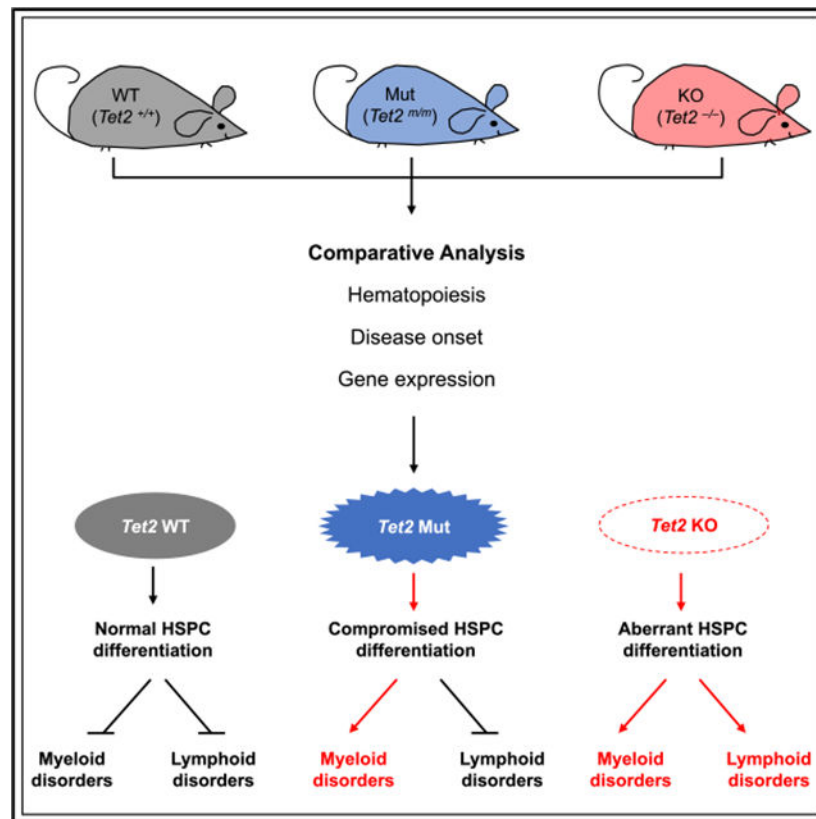 WT
(Tet2 +/+)
Mut
(Tet2 m/m)
KO
(Tet2 –/–)
Comparative Analysis
Hematopoiesis
Disease onset
Gene expression
Tet2 WT
Tet2 Mut
Tet2 KO
Normal HSPC
differentiation
Compromised HSPC
differentiation
Aberrant HSPC
differentiation
Myeloid
disorders
Lymphoid
disorders
Myeloid
disorders
Lymphoid
disorders
Myeloid
disorders
Lymphoid
disorders